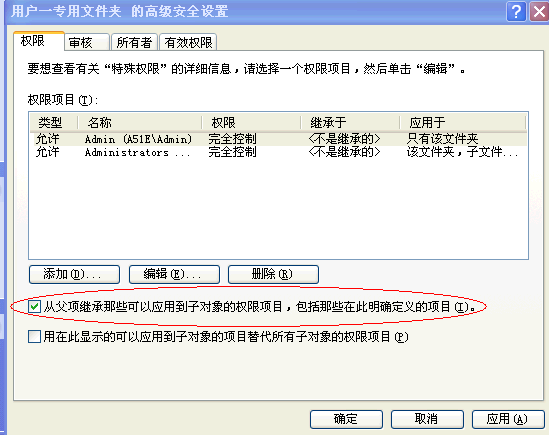 用户一专用文件夹 的高级安全设置
权限 审核 所有者 有效权限
要想查看有关“特殊权限”的详细信息，请选择一个权限项目，然后单击“编辑”。
权限项目(T):
类型 名称 权限 继承于 应用于
允许 Admin (A51E\Admin) 完全控制 <不是继承的> 只有该文件夹
允许 Administrators ... 完全控制 <不是继承的> 该文件夹，子文件...
添加(D)... 编辑(E)... 删除(R)
从父项继承那些可以应用到子对象的权限项目，包括那些在此明确定义的项目(I)。
用在此显示的可以应用到子对象的项目替代所有子对象的权限项目(P)
确定 取消 应用(A)